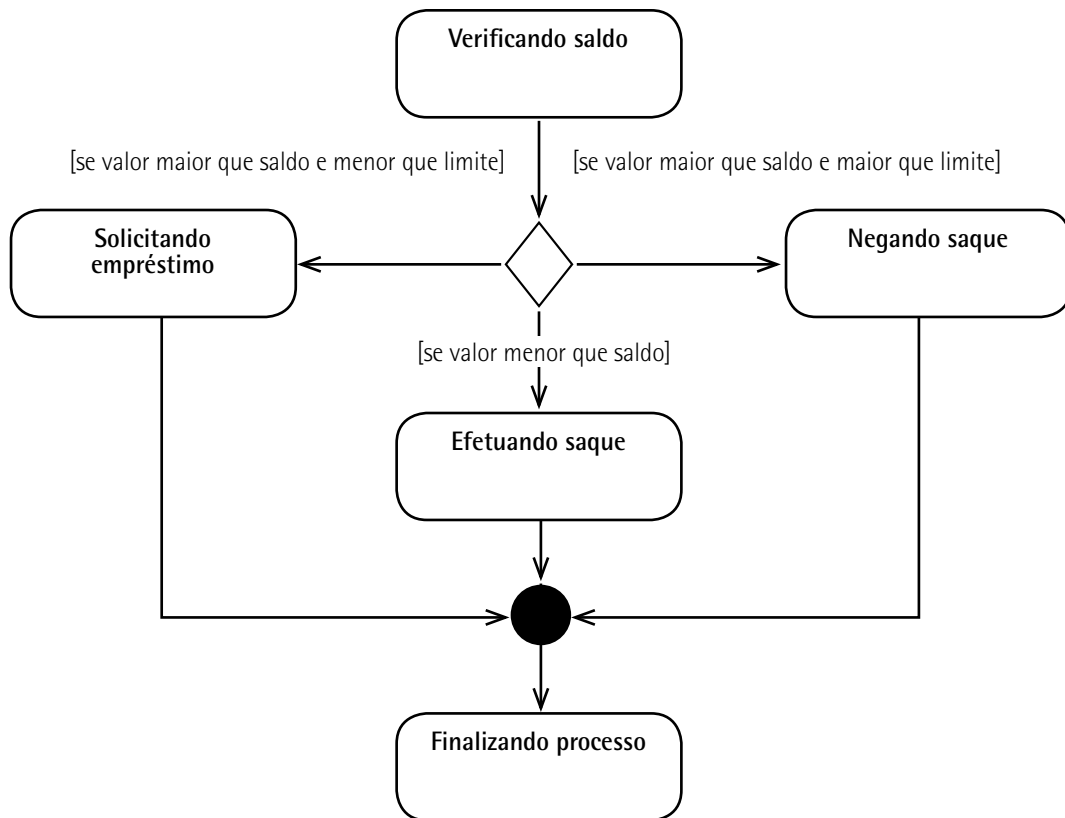 Verificando saldo
[se valor maior que saldo e menor que limite]
[se valor maior que saldo e maior que limite]
Solicitando
empréstimo
Negando saque
[se valor menor que saldo]
Efetuando saque
Finalizando processo